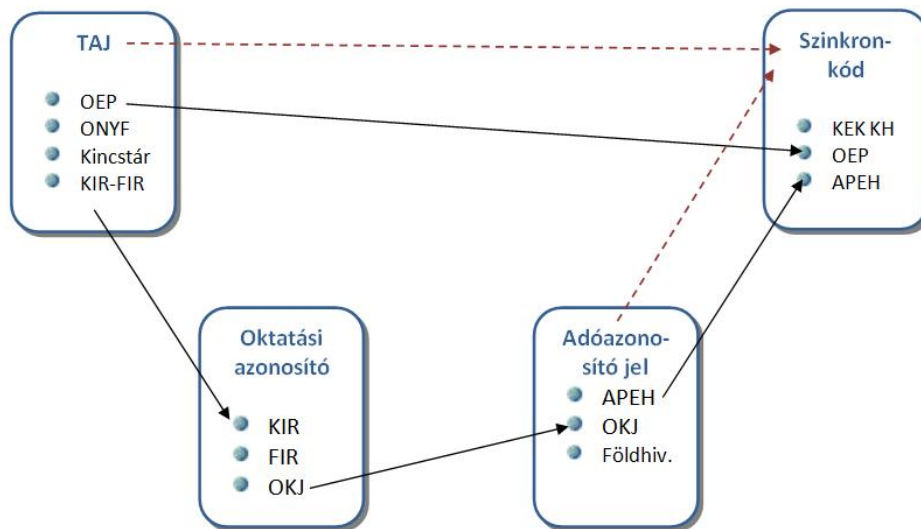 TAJ
OEP
ONYF
Kincstár
KIR-FIR
Szinkron-
kód
KEK KH
OEP
APEH
Oktatási
azonosító
KIR
FIR
OKJ
Adóazono-
sító jel
APEH
OKJ
Földhiv.